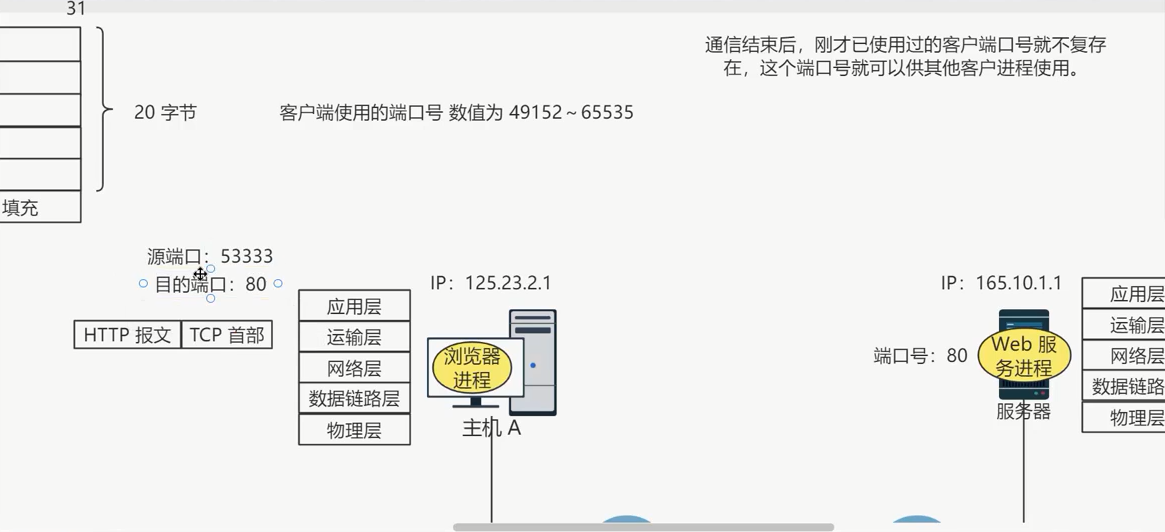 31
通信结束后，刚才已使用过的客户端口号就不复存
在，这个端口号就可以供其他客户进程使用。
20 字节
客户端使用的端口号 数值为 49152～65535
填充
源端口：53333
目的端口：80
HTTP 报文
TCP 首部
应用层
运输层
网络层
数据链路层
物理层
IP：125.23.2.1
浏览器
进程
主机 A
IP：165.10.1.1
端口号：80
Web 服
务进程
服务器
应用层
运输层
网络层
数据链路
物理层